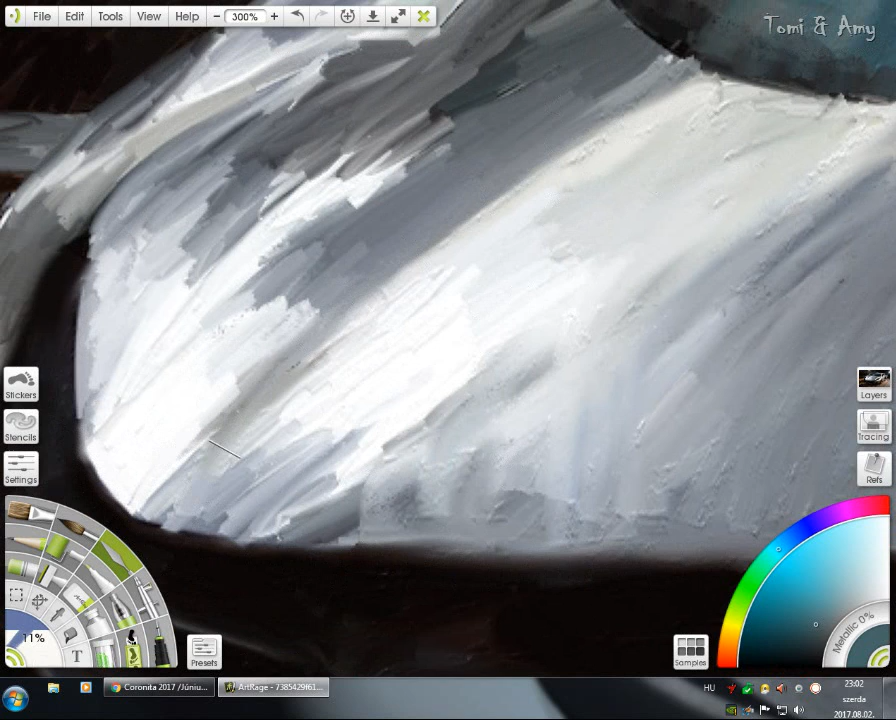 File Edit Tools View Help 300%
Tomi & Amy
Stickers
Stencils
Settings
Layers
Tracing
Refs
11%
T
Presets
Samples
Metallic 0%
Coronita 2017 /Júniu...
ArtRage - 7385429f61...
HU
23:02
szerda
2017.08.02.